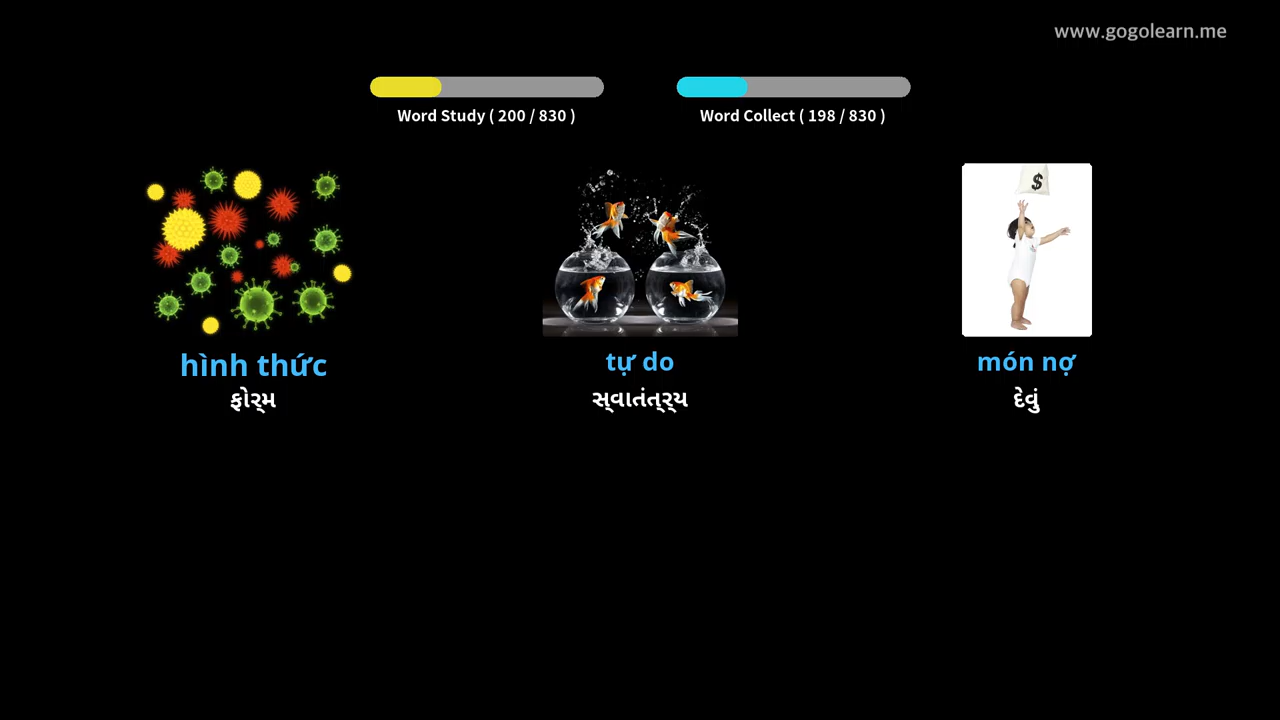 www.gogolearn.me
Word Study ( 200 / 830 )
Word Collect ( 198 / 830 )
$
hình thức
tự do
món nợ
ફોર્મ
સ્વાતંત્ર્ય
દેવું